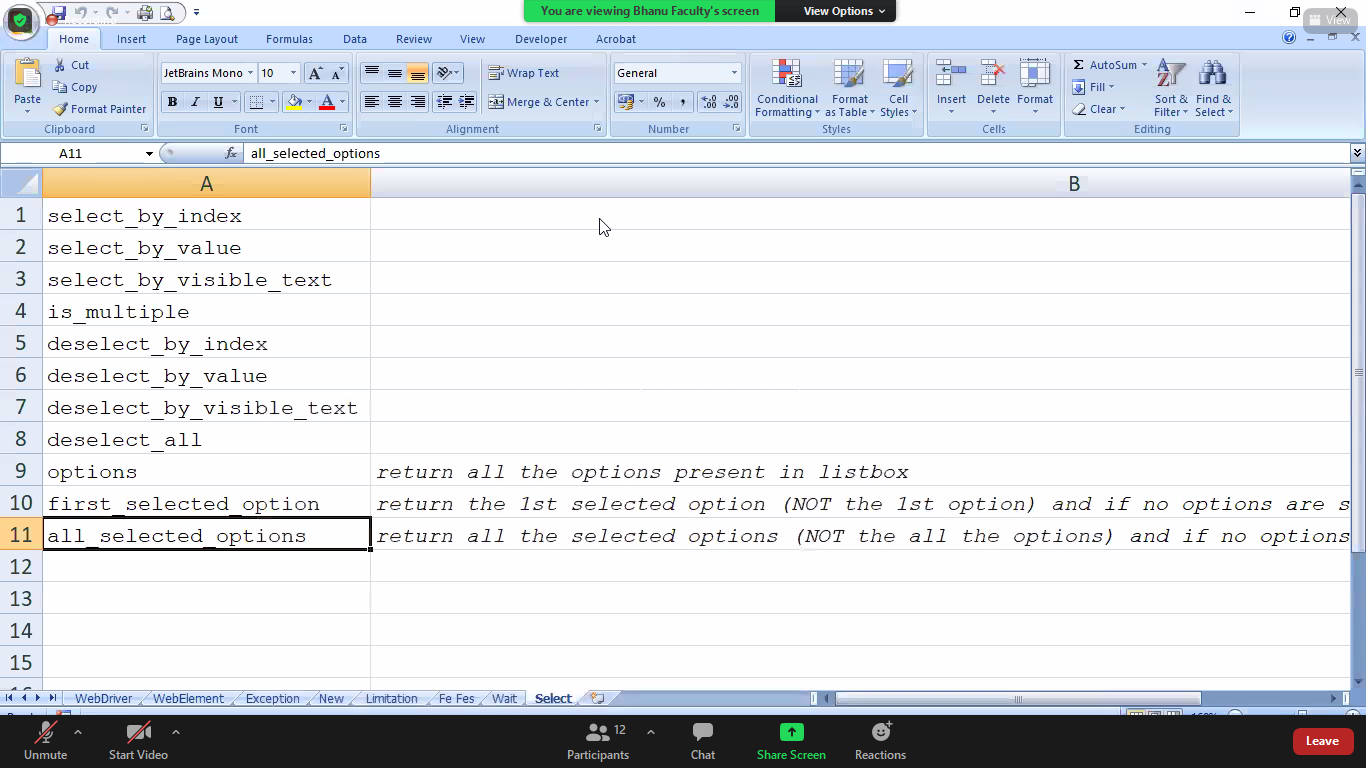 You are viewing Bhanu Faculty's screen View Options
View
Home Insert Page Layout Formulas Data Review View Developer Acrobat
Paste
Cut
Copy
Format Painter
Clipboard
JetBrains Mono 10
B I U
Font
Wrap Text
Merge & Center
Alignment
General
Number
Conditional Formatting
Format as Table
Cell Styles
Styles
Insert Delete Format
Cells
AutoSum
Fill
Clear
Sort & Filter
Find & Select
Editing
A11 fx all_selected_options
A B
1 select_by_index
2 select_by_value
3 select_by_visible_text
4 is_multiple
5 deselect_by_index
6 deselect_by_value
7 deselect_by_visible_text
8 deselect_all
9 options return all the options present in listbox
10 first_selected_option return the 1st selected option (NOT the 1st option) and if no options are s
11 all_selected_options return all the selected options (NOT the all the options) and if no options
12
13
14
15
WebDriver WebElement Exception New Limitation Fe Fes Wait Select
Unmute Start Video Participants 12 Chat Share Screen Reactions Leave